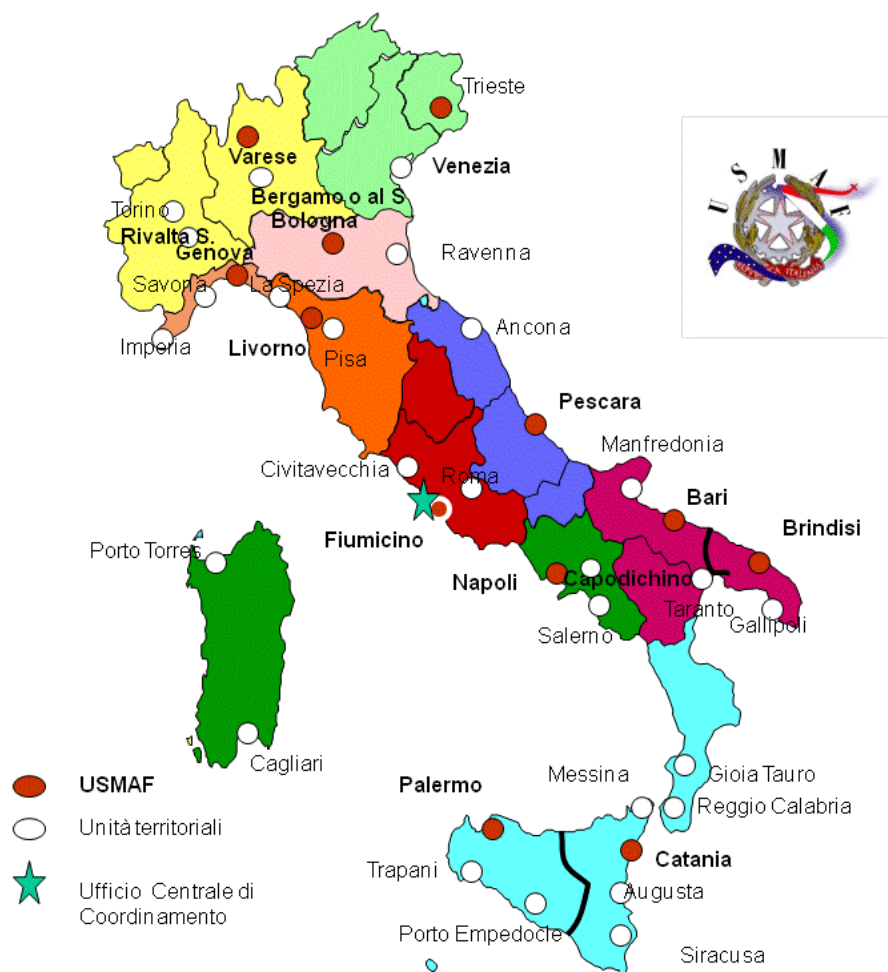 Trieste
Varese
Venezia
Bergamo o al S.
Torino
Bologna
Rivalta S.
Genova
Ravenna
Savona
La Spezia
Imperia
Livorno
Pisa
Ancona
Pescara
Manfredonia
Civitavecchia
Roma
Bari
Brindisi
Fiumicino
Porto Torres
Napoli
Capodichino
Taranto
Salerno
Gallipoli
Cagliari
Messina
Gioia Tauro
Palermo
Reggio Calabria
Catania
Trapani
Augusta
Porto Empedocle
Siracusa
USMAF
Unità territoriali
Ufficio Centrale di
Coordinamento
U S M A F